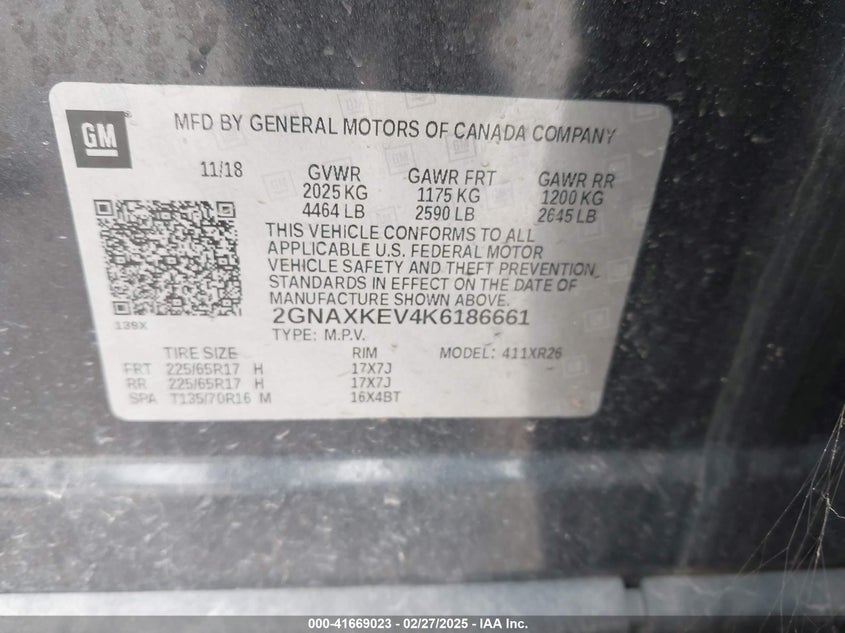 GM
MFD BY GENERAL MOTORS OF CANADA COMPANY
11/18 GVWR GAWR FRT GAWR RR
2025 KG 1175 KG 1200 KG
4464 LB 2590 LB 2645 LB
THIS VEHICLE CONFORMS TO ALL
APPLICABLE U.S. FEDERAL MOTOR
VEHICLE SAFETY AND THEFT PREVENTION
STANDARDS IN EFFECT ON THE DATE OF
MANUFACTURE SHOWN ABOVE.
2GNAXKEV4K6186661
139X
TYPE: M.P.V.
TIRE SIZE RIM MODEL: 411XR26
FRT 225/65R17 H 17X7J
RR 225/65R17 H 17X7J
SPA T135/70R16 M 16X4BT
000-41669023 / 02/27/2025 - IAA Inc.